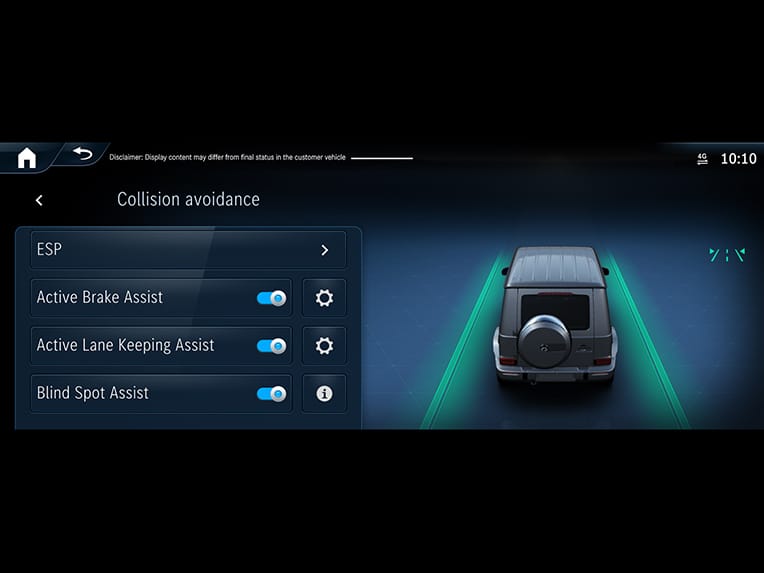 Disclaimer: Display content may differ from final status in the customer vehicle
4G
10:10
Collision avoidance
ESP
Active Brake Assist
Active Lane Keeping Assist
Blind Spot Assist